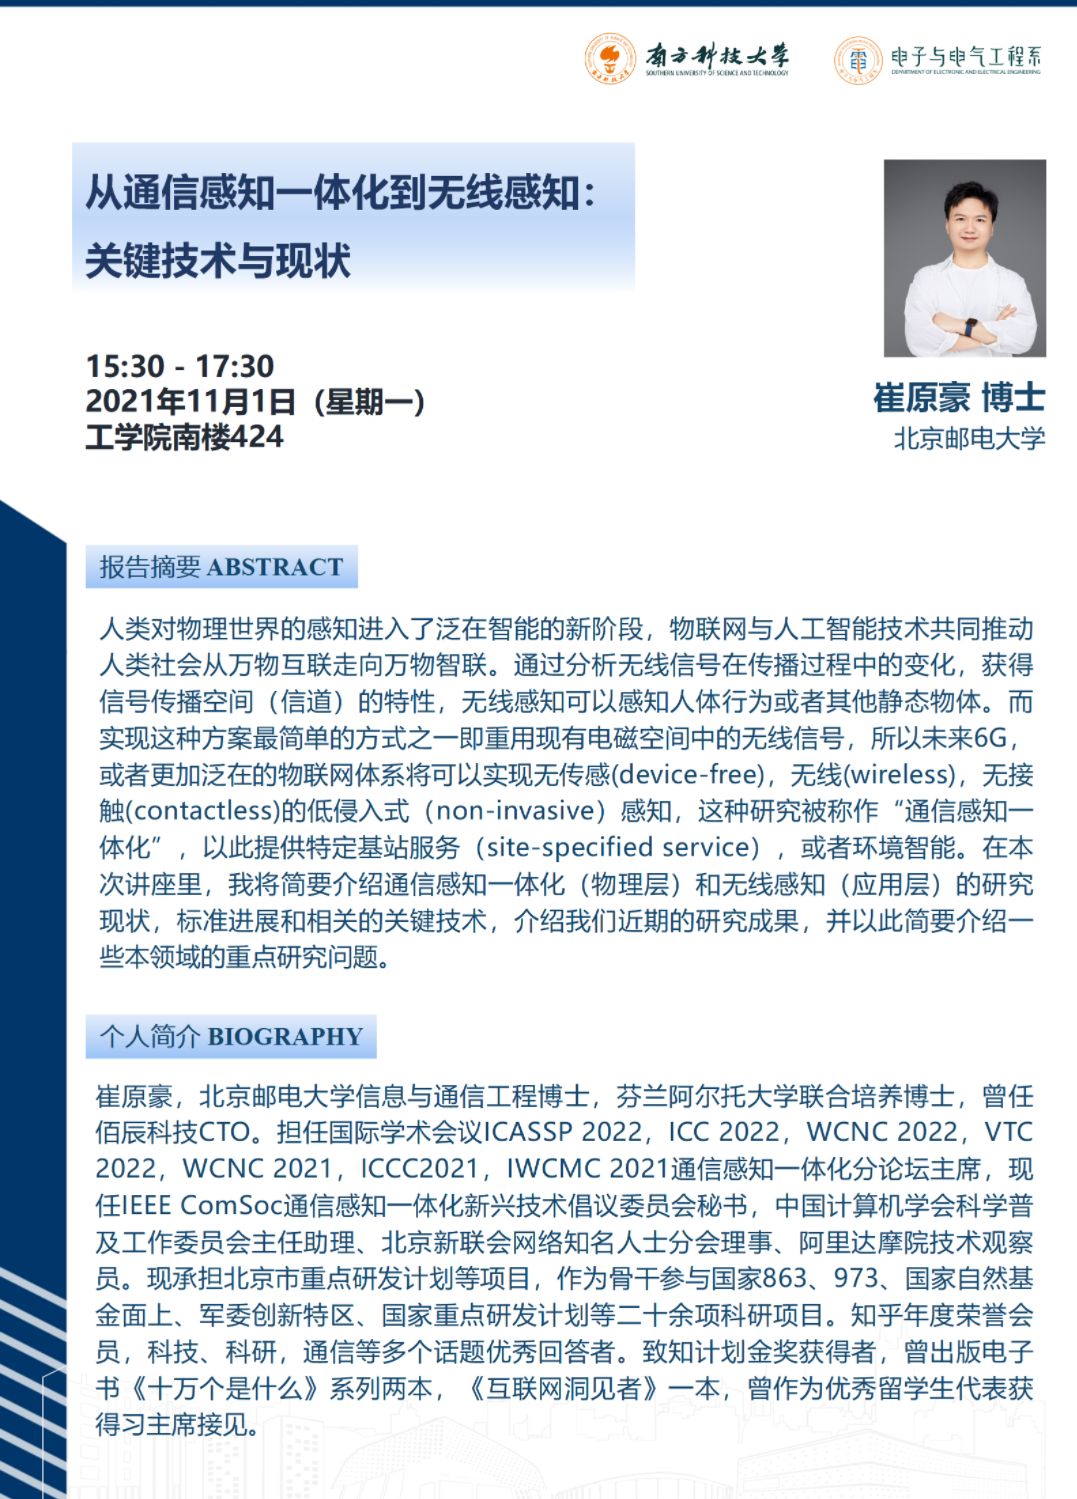 南方科技大学
SOUTHERN UNIVERSITY OF SCIENCE AND TECHNOLOGY
电子与电气工程系
DEPARTMENT OF ELECTRONIC AND ELECTRICAL ENGINEERING
从通信感知一体化到无线感知：
关键技术与现状
15:30 - 17:30
2021年11月1日（星期一）
工学院南楼424
崔原豪 博士
北京邮电大学
报告摘要 ABSTRACT
人类对物理世界的感知进入了泛在智能的新阶段，物联网与人工智能技术共同推动
人类社会从万物互联走向万物智联。通过分析无线信号在传播过程中的变化，获得
信号传播空间（信道）的特性，无线感知可以感知人体行为或者其他静态物体。而
实现这种方案最简单的方式之一即重用现有电磁空间中的无线信号，所以未来6G，
或者更加泛在的物联网体系将可以实现无传感(device-free)，无线(wireless)，无接
触(contactless)的低侵入式（non-invasive）感知，这种研究被称作“通信感知一
体化”，以此提供特定基站服务（site-specified service），或者环境智能。在本
次讲座里，我将简要介绍通信感知一体化（物理层）和无线感知（应用层）的研究
现状，标准进展和相关的关键技术，介绍我们近期的研究成果，并以此简要介绍一
些本领域的重点研究问题。
个人简介 BIOGRAPHY
崔原豪，北京邮电大学信息与通信工程博士，芬兰阿尔托大学联合培养博士，曾任
佰辰科技CTO。担任国际学术会议ICASSP 2022，ICC 2022，WCNC 2022，VTC
2022，WCNC 2021，ICCC2021，IWCMC 2021通信感知一体化分论坛主席，现
任IEEE ComSoc通信感知一体化新兴技术倡议委员会秘书，中国计算机学会科学普
及工作委员会主任助理、北京新联会网络知名人士分会理事、阿里达摩院技术观察
员。现承担北京市重点研发计划等项目，作为骨干参与国家863、973、国家自然基
金面上、军委创新特区、国家重点研发计划等二十余项科研项目。知乎年度荣誉会
员，科技、科研，通信等多个话题优秀回答者。致知计划金奖获得者，曾出版电子
书《十万个是什么》系列两本，《互联网洞见者》一本，曾作为优秀留学生代表获
得习主席接见。